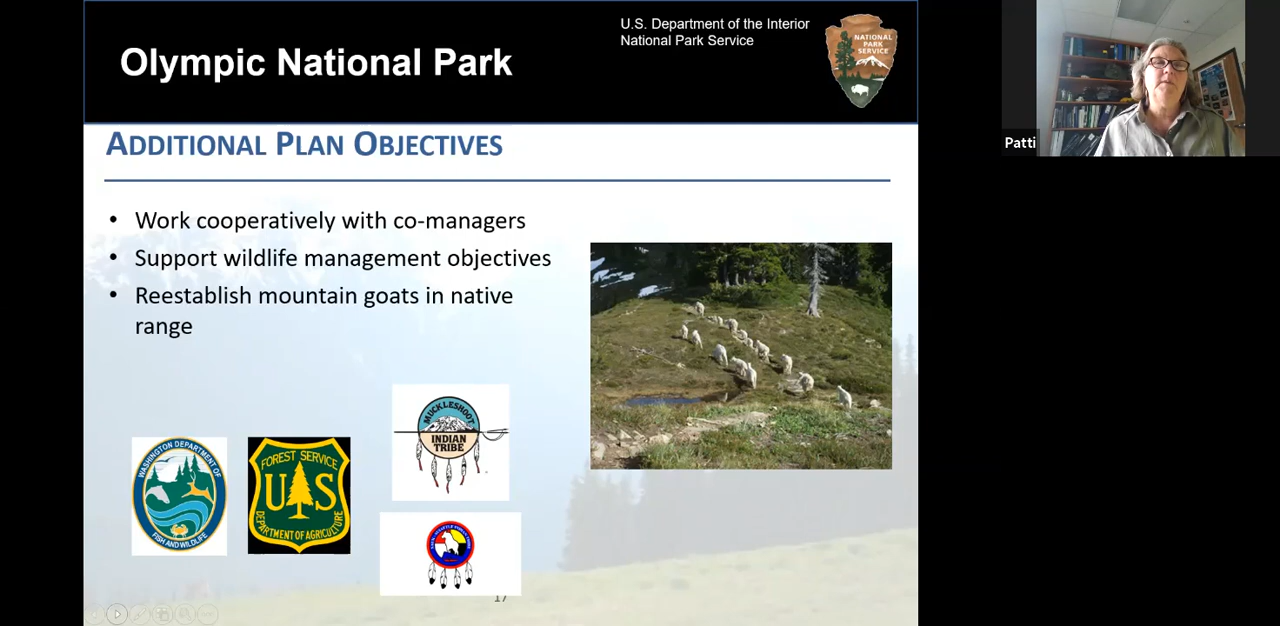 U.S. Department of the Interior
National Park Service
NATIONAL
PARK
SERVICE
Olympic National Park
Patti
ADDITIONAL PLAN OBJECTIVES
• Work cooperatively with co-managers
• Support wildlife management objectives
• Reestablish mountain goats in native
range
MUCKLESHOOT
INDIAN
TRIBE
WASHINGTON DEPARTMENT OF
FISH AND WILDLIFE
FOREST SERVICE
US
DEPARTMENT OF AGRICULTURE
17